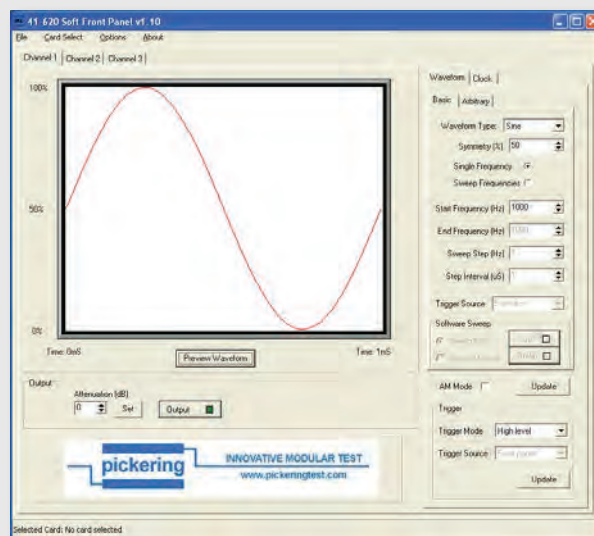 41-620 Soft Front Panel v1.10
File Card Select Options About
Channel 1 Channel 2 Channel 3
100%
50%
0%
Time: 0mS
Time: 1mS
Preview Waveform
Output
Attenuation (dB)
0 Set Output
pickering
INNOVATIVE MODULAR TEST
www.pickeringtest.com
Waveform Clock
Basic Arbitrary
Waveform Type: Sine
Symmetry (%) 50
Single Frequency
Sweep Frequencies
Start Frequency (Hz) 1000
End Frequency (Hz)
Sweep Step (Hz)
Step Interval (uS)
Trigger Source
Software Sweep
AM Mode Update
Trigger
Trigger Mode High level
Trigger Source Front panel
Update
Selected Card: No card selected